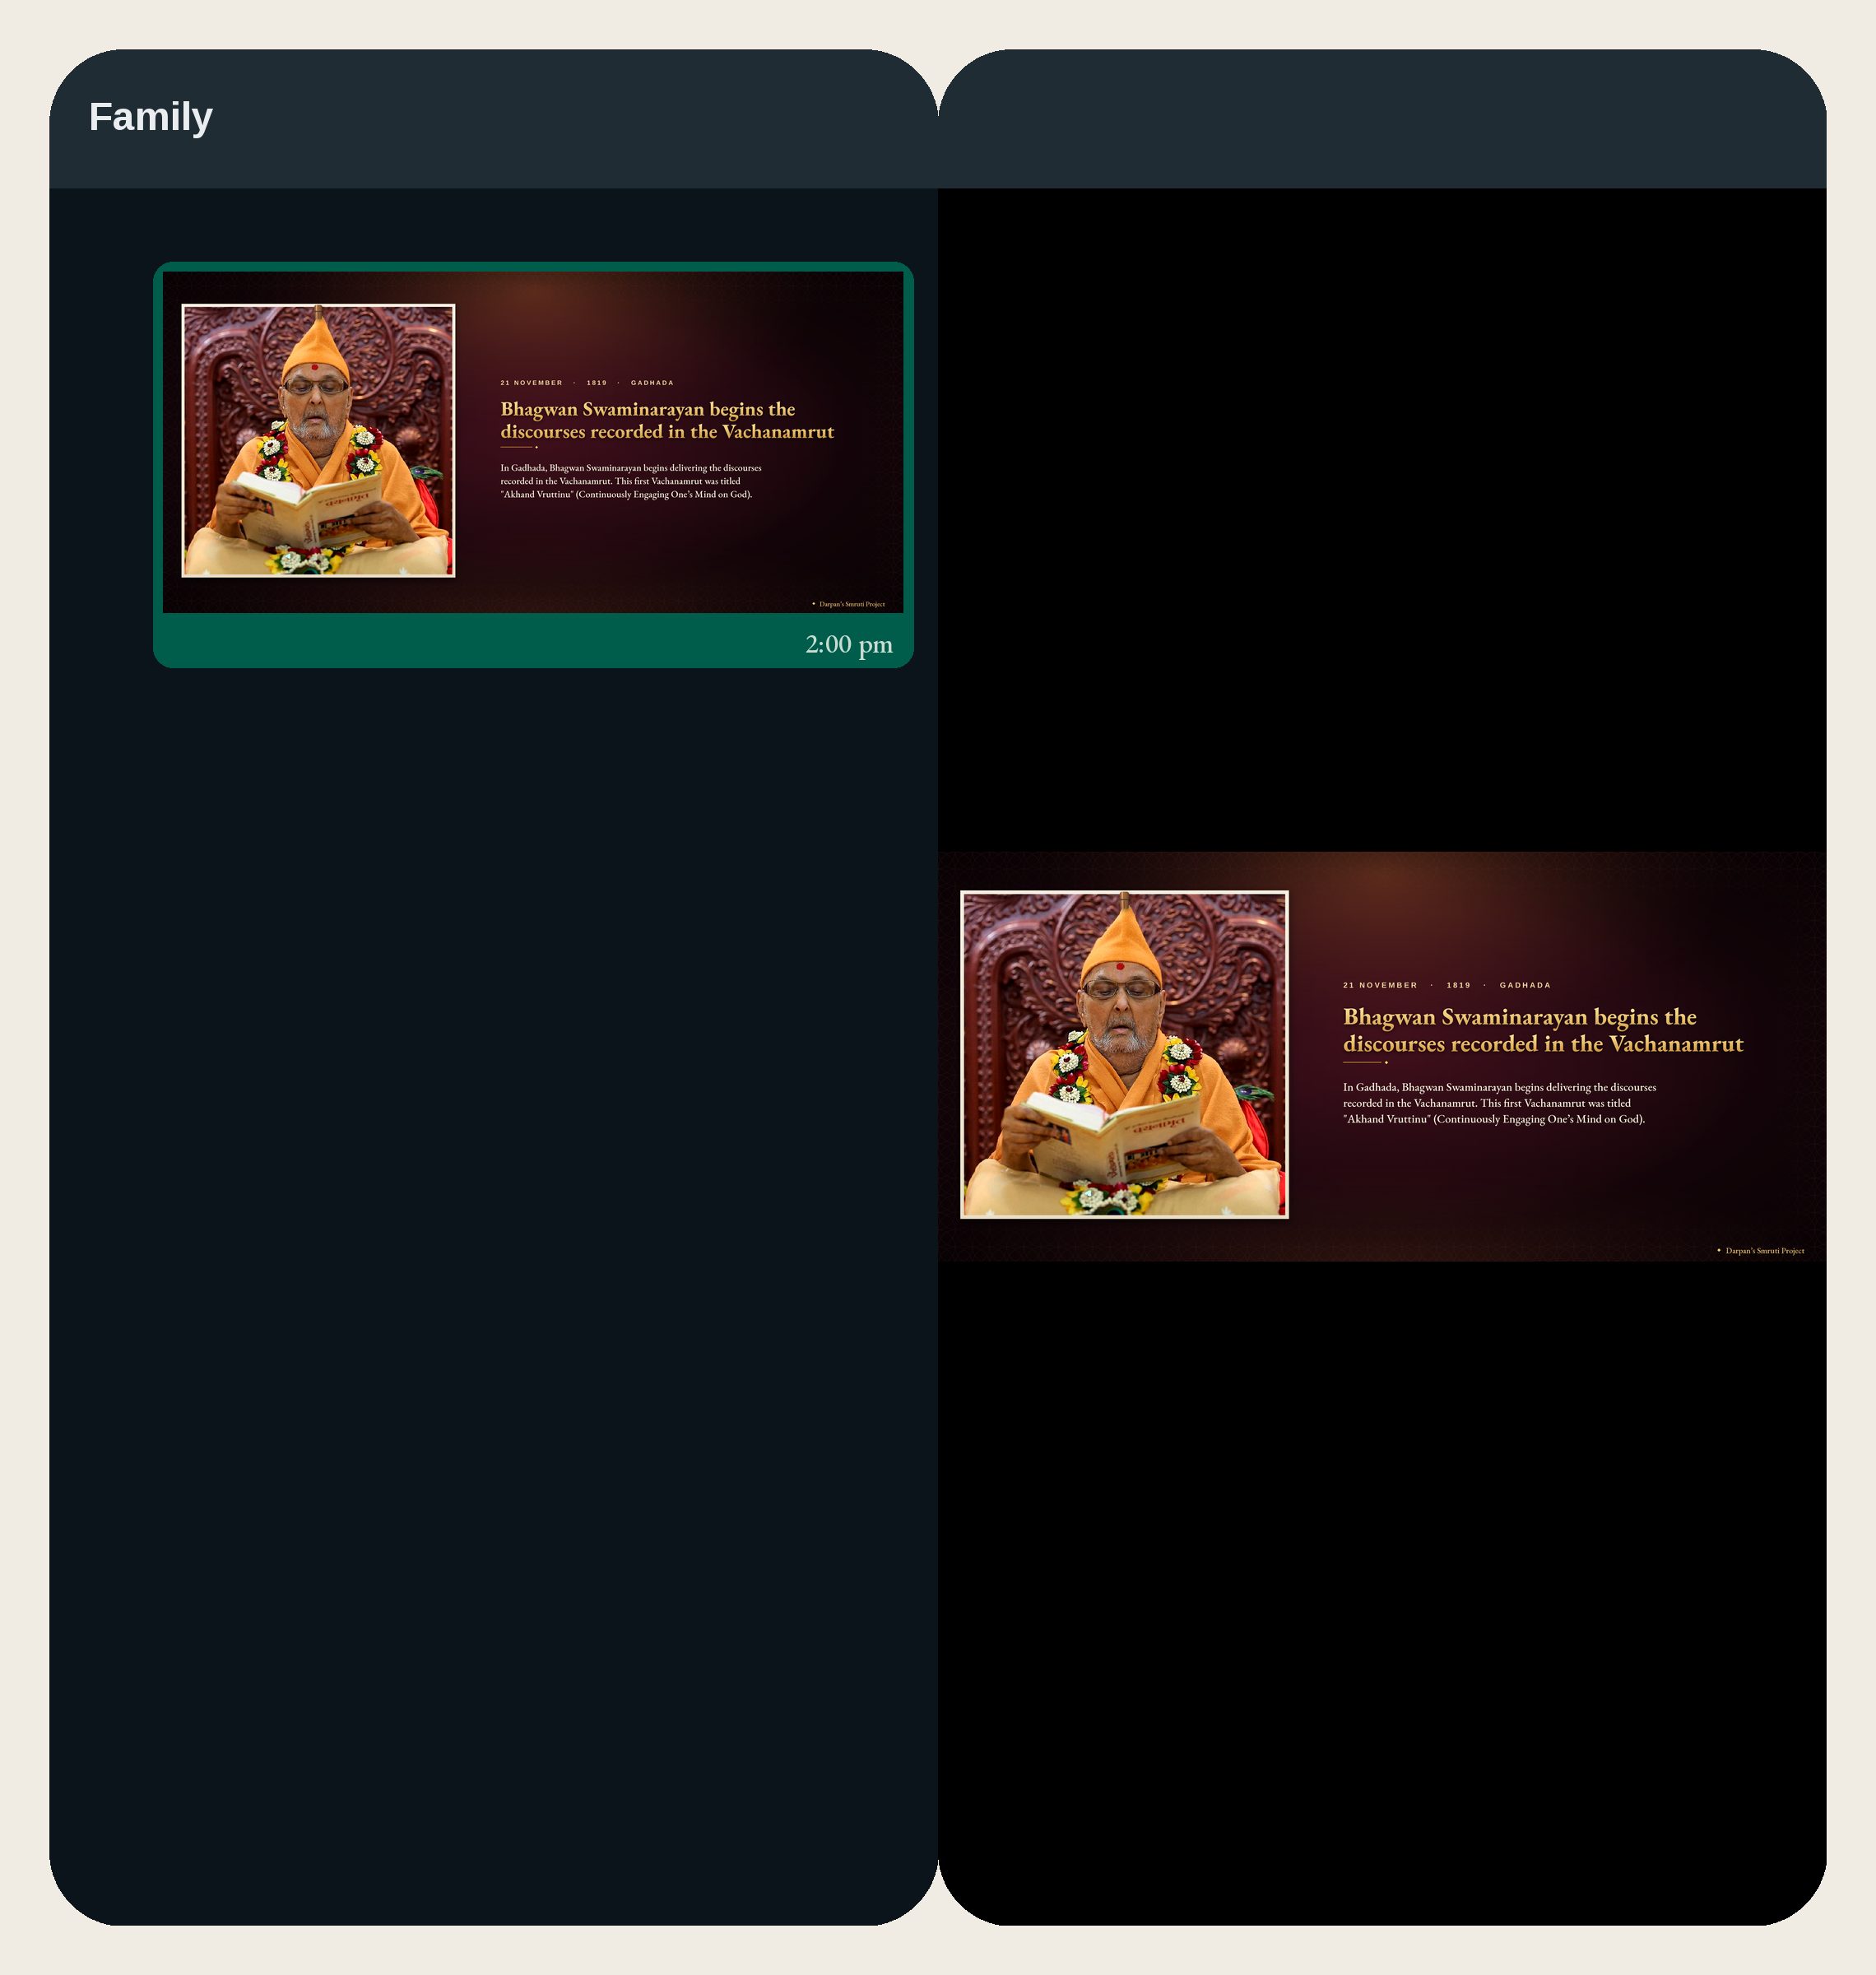 Family
21 NOVEMBER · 1819 · GADHADA
Bhagwan Swaminarayan begins the
discourses recorded in the Vachanamrut
In Gadhada, Bhagwan Swaminarayan begins delivering the discourses
recorded in the Vachanamrut. This first Vachanamrut was titled
"Akhand Vruttinu" (Continuously Engaging One’s Mind on God).
વચનામૃત
• Darpan’s Smruti Project
2:00 pm
21 NOVEMBER · 1819 · GADHADA
Bhagwan Swaminarayan begins the
discourses recorded in the Vachanamrut
In Gadhada, Bhagwan Swaminarayan begins delivering the discourses
recorded in the Vachanamrut. This first Vachanamrut was titled
"Akhand Vruttinu" (Continuously Engaging One’s Mind on God).
વચનામૃત
• Darpan’s Smruti Project